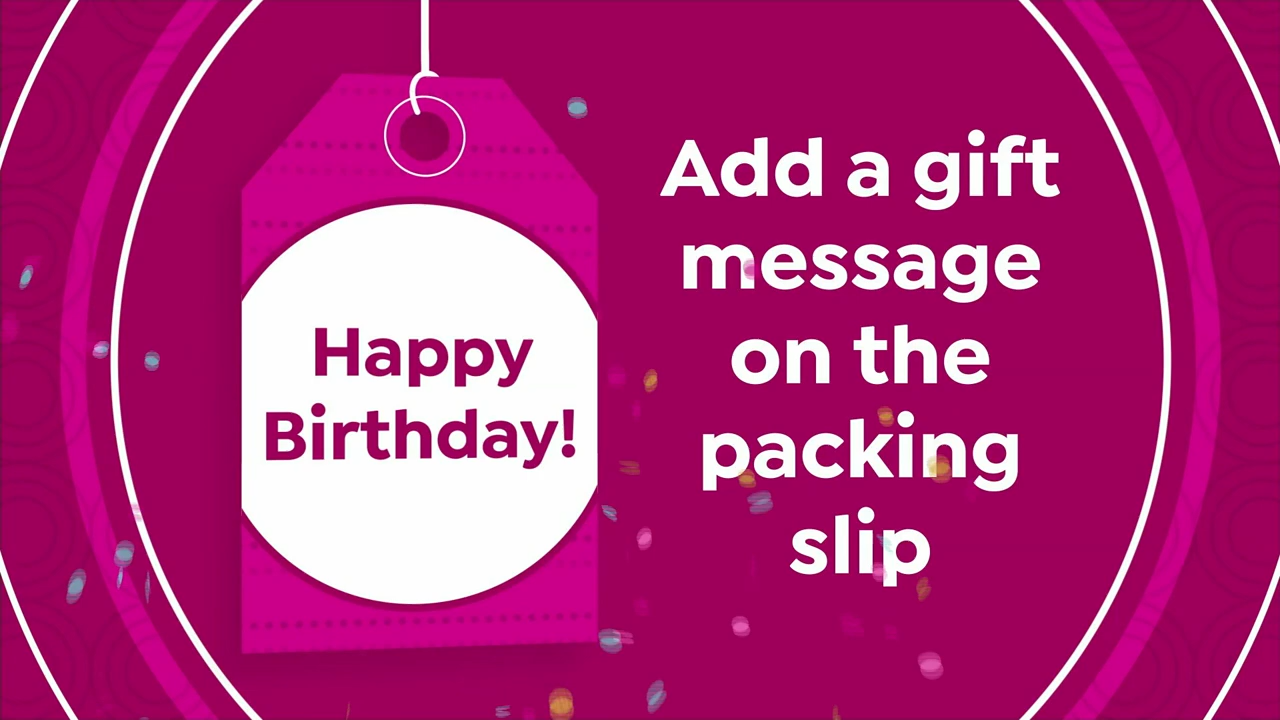 Happy
Birthday!
Add a gift
message
on the
packing
slip